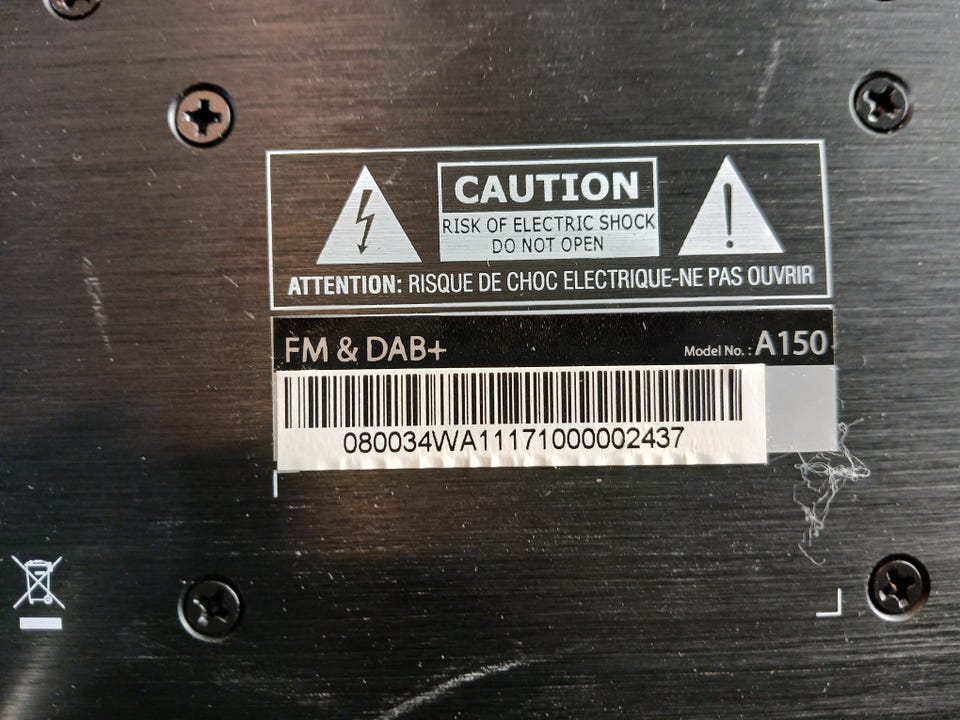 CAUTION
RISK OF ELECTRIC SHOCK
DO NOT OPEN
ATTENTION: RISQUE DE CHOC ELECTRIQUE-NE PAS OUVRIR
FM & DAB+ Model No. : A150
080034WA11171000002437